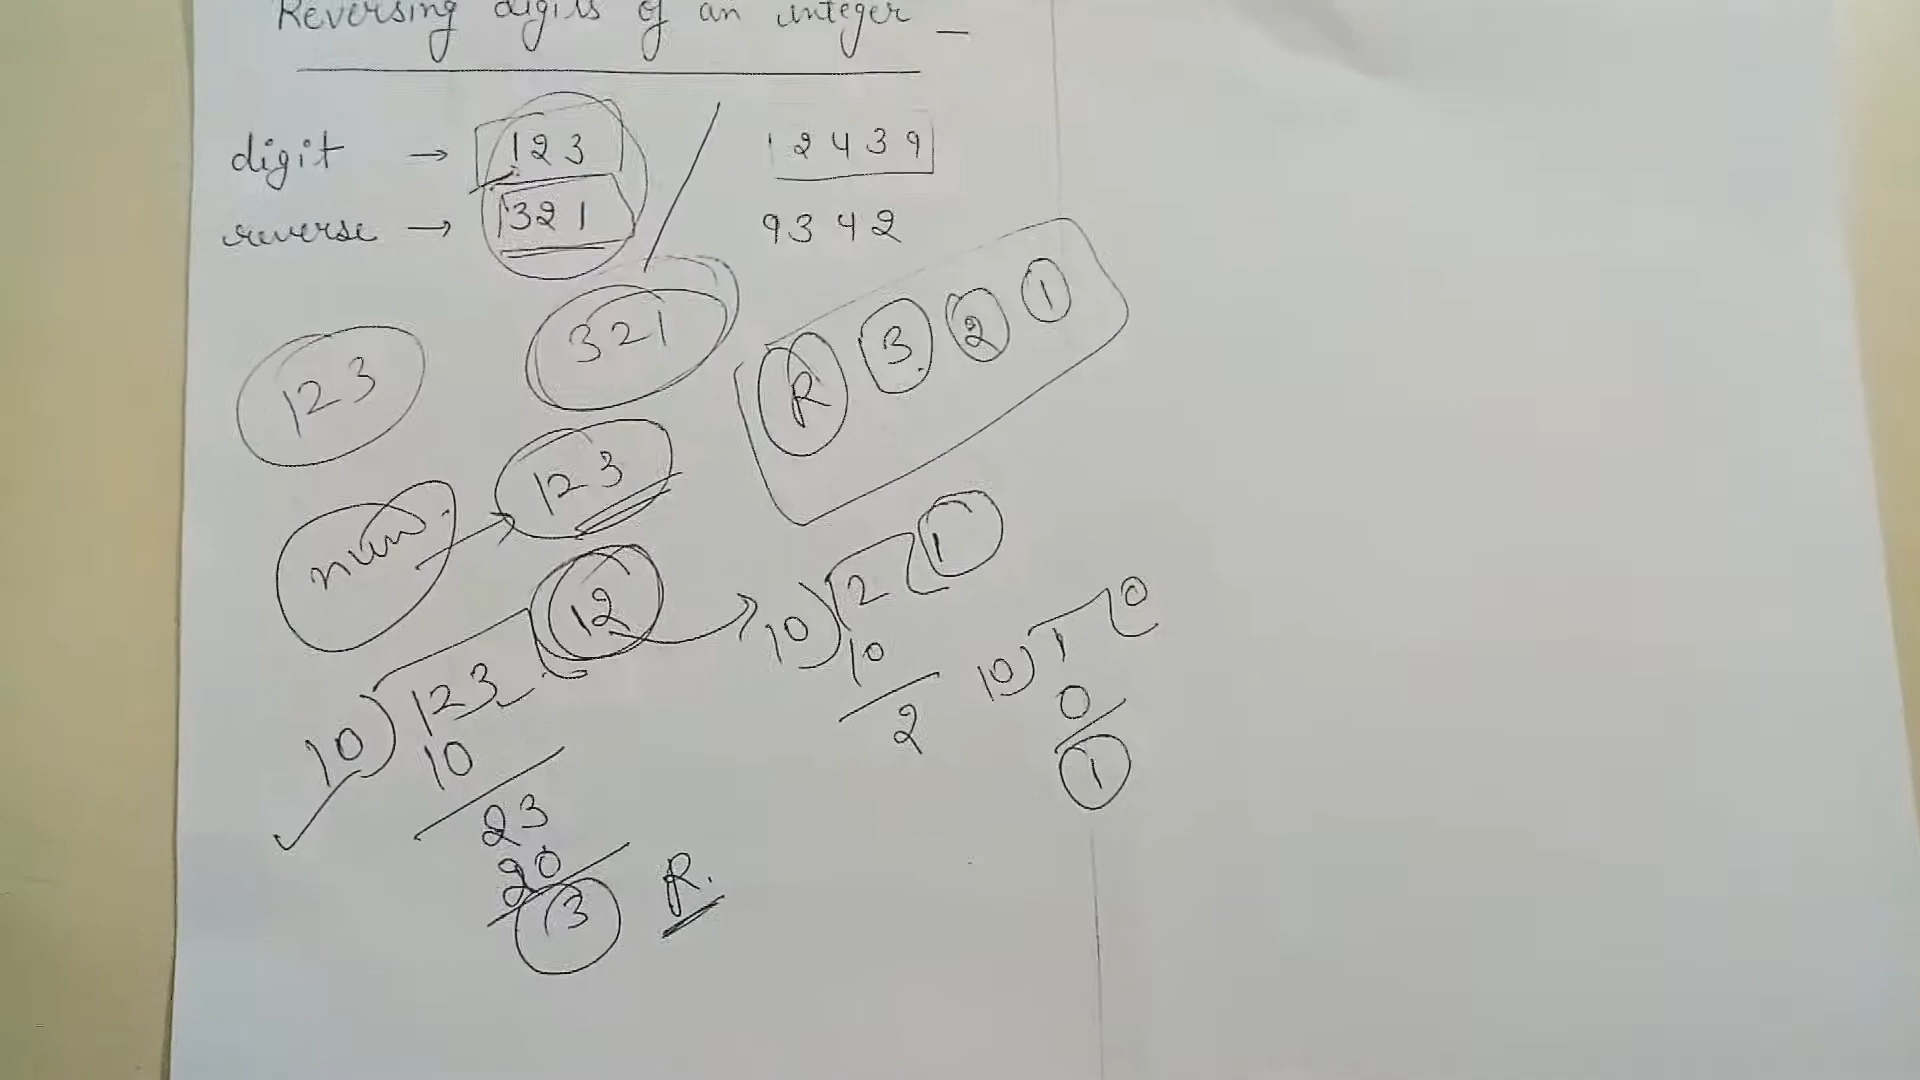 Reversing digits of an integer -
digit → 123 / 12439
reverse → 321 9342
123 321 R 3 2 1
num → 123
10) 123 (12 → 10) 12 (1 10) 1 (0
10 10 0
23 2 1
20
3 R.